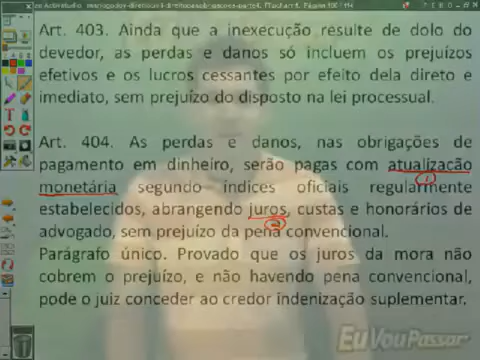 Art. 403. Ainda que a inexecução resulte de dolo do
devedor, as perdas e danos só incluem os prejuízos
efetivos e os lucros cessantes por efeito dela direto e
imediato, sem prejuízo do disposto na lei processual.
Art. 404. As perdas e danos, nas obrigações de
pagamento em dinheiro, serão pagas com atualização
monetária segundo índices oficiais regularmente
estabelecidos, abrangendo juros, custas e honorários de
advogado, sem prejuízo da pena convencional.
Parágrafo único. Provado que os juros da mora não
cobrem o prejuízo, e não havendo pena convencional,
pode o juiz conceder ao credor indenização suplementar.
EuVouPassar